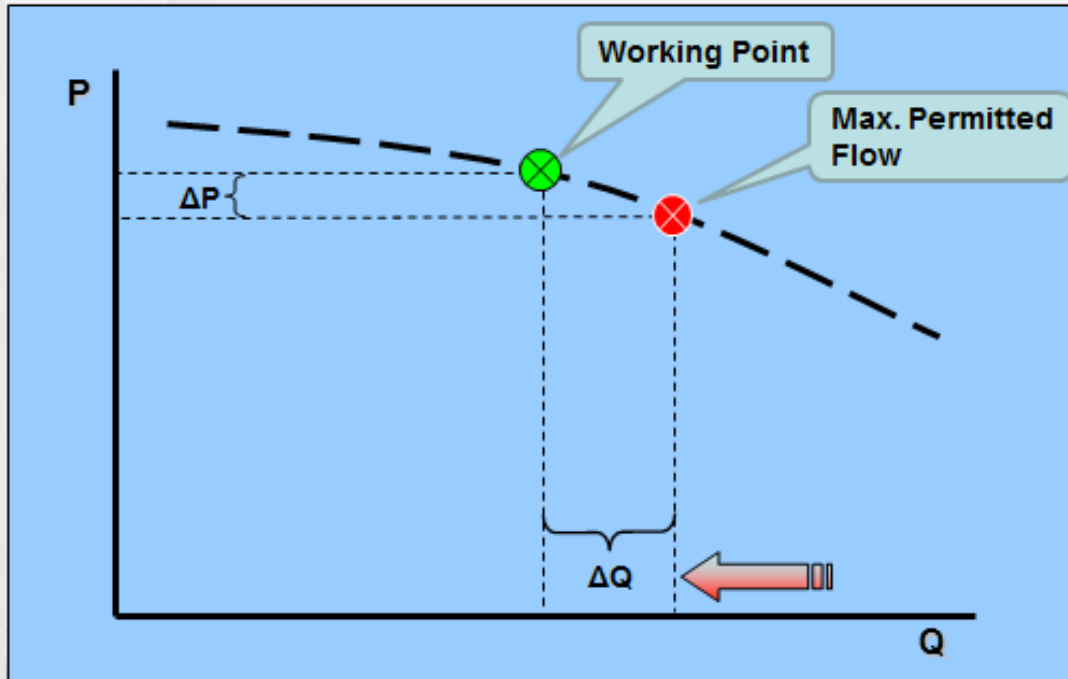 Working Point
P
Max. Permitted
Flow
ΔP
ΔQ
Q